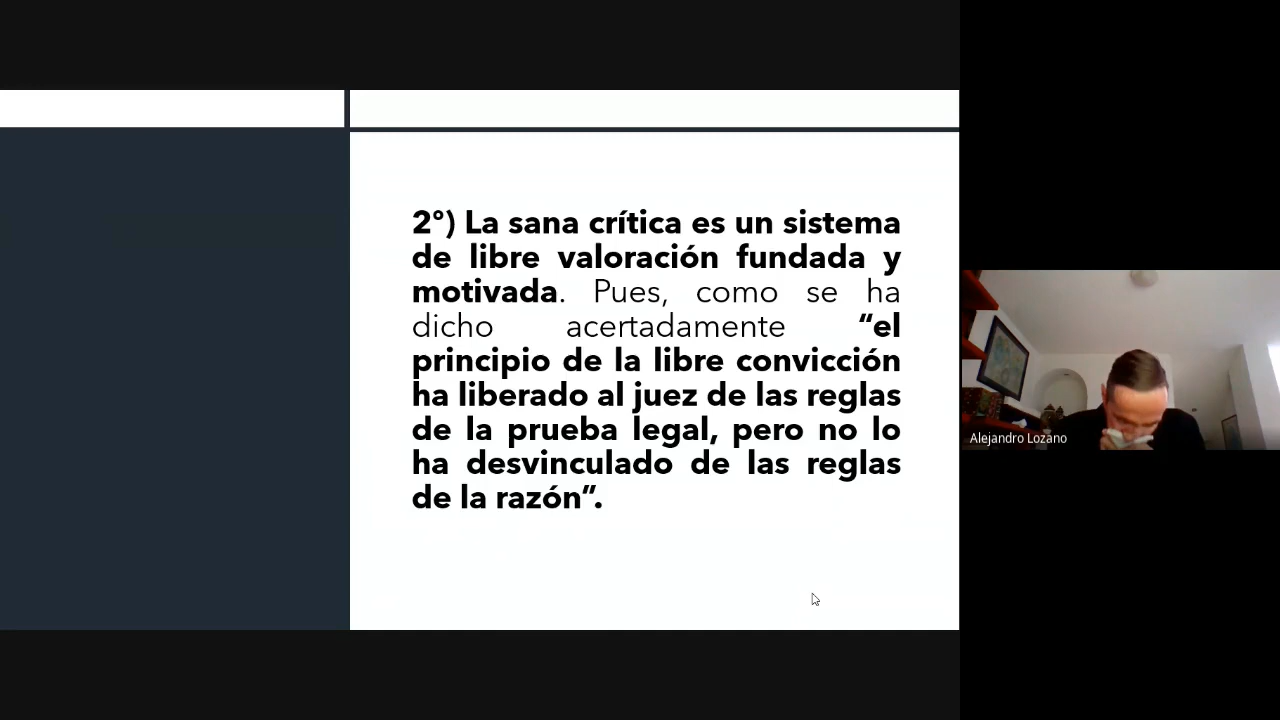 2º) La sana crítica es un sistema
de libre valoración fundada y
motivada. Pues, como se ha
dicho acertadamente “el
principio de la libre convicción
ha liberado al juez de las reglas
de la prueba legal, pero no lo
ha desvinculado de las reglas
de la razón”.
Alejandro Lozano